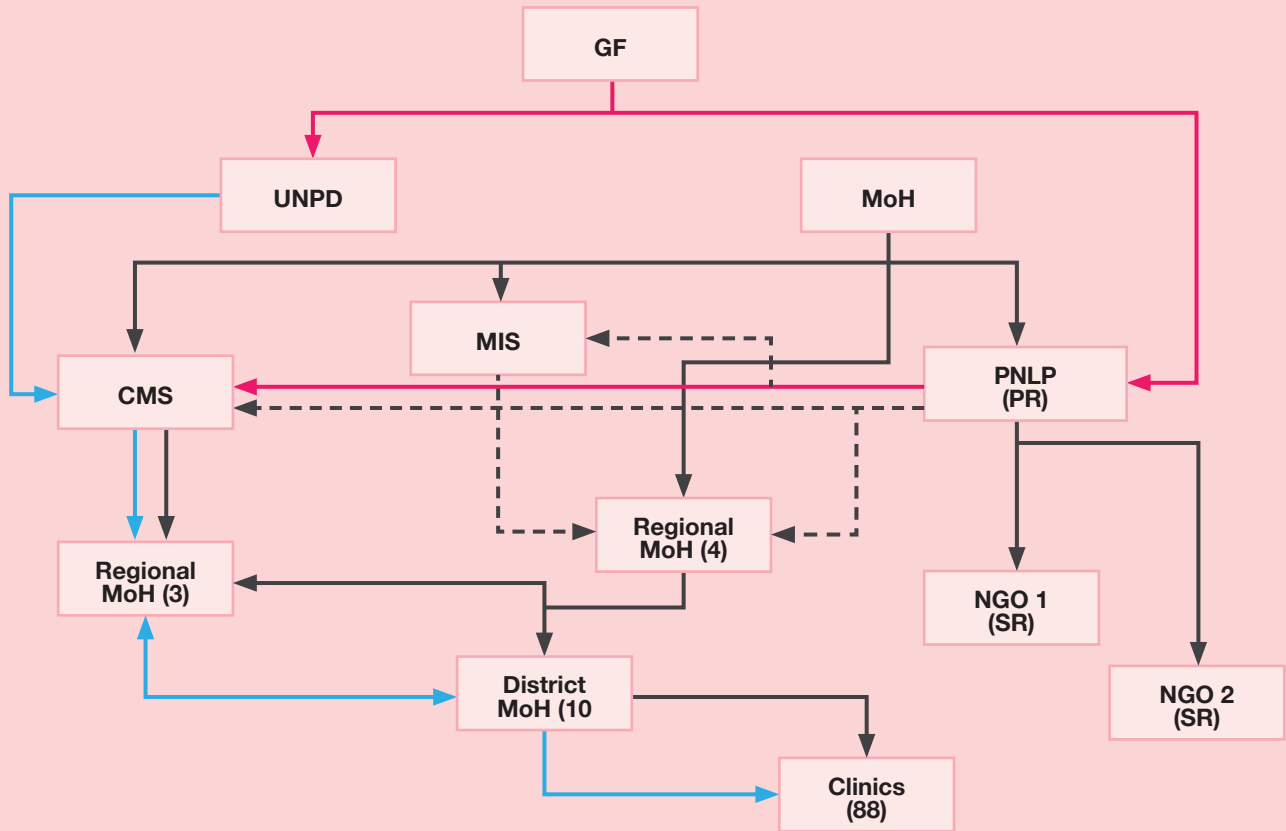 GF
UNPD
MoH
MIS
CMS
PNLP
(PR)
Regional
MoH (4)
Regional
MoH (3)
NGO 1
(SR)
District
MoH (10
NGO 2
(SR)
Clinics
(88)